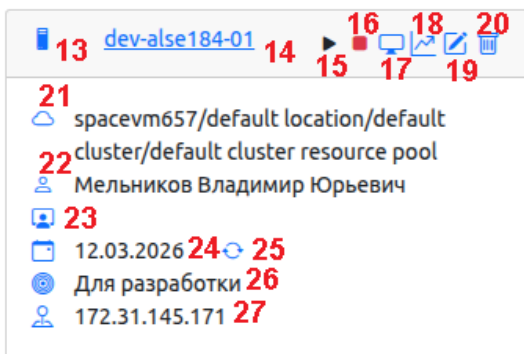 13 dev-alse184-01 14 15 16 17 18 19 20
21
spacevm657/default location/default
cluster/default cluster resource pool
22 Мельников Владимир Юрьевич
23
12.03.2026 24 25
Для разработки 26
172.31.145.171 27